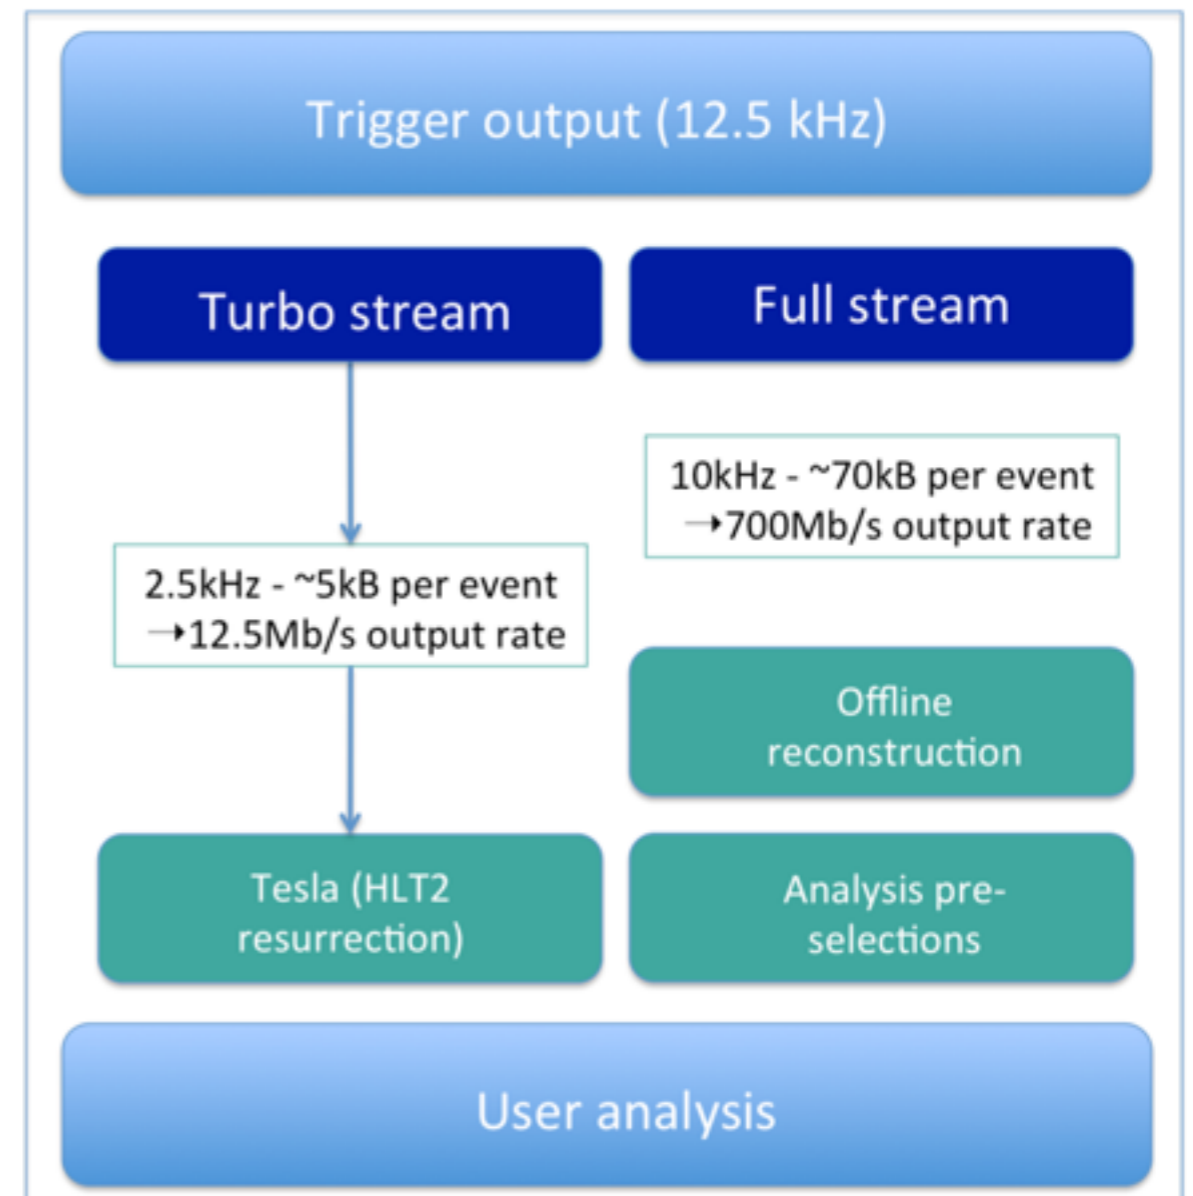 Trigger output (12.5 kHz)
Turbo stream
Full stream
10kHz - ~70kB per event
→700Mb/s output rate
2.5kHz - ~5kB per event
→12.5Mb/s output rate
Offline
reconstruction
Tesla (HLT2
resurrection)
Analysis pre-
selections
User analysis